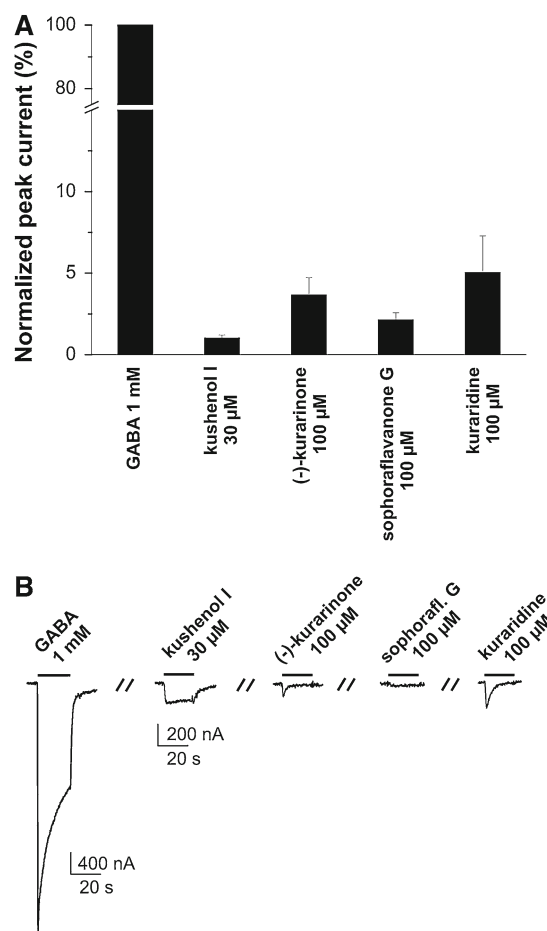 A
Normalized peak current (%)
100
80
10
5
0
GABA 1 mM
kushenol I
30 µM
(-)-kurarinone
100 µM
sophoraflavanone G
100 µM
kuraridine
100 µM
B
GABA
1 mM
kushenol I
30 µM
(-)-kurarinone
100 µM
sophorafl. G
100 µM
kuraridine
100 µM
200 nA
20 s
400 nA
20 s